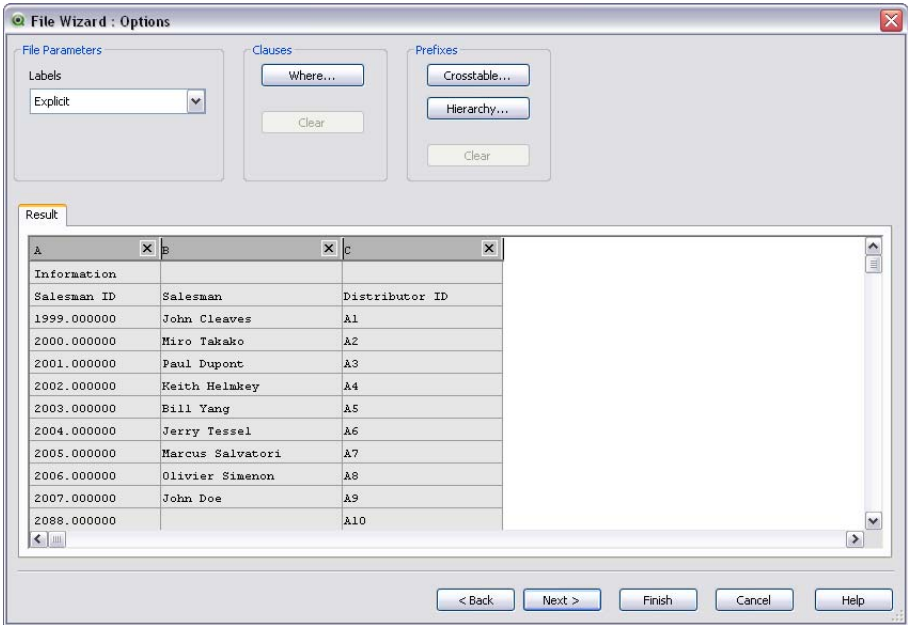 File Wizard : Options
File Parameters
Labels
Explicit
Clauses
Where...
Clear
Prefixes
Crosstable...
Hierarchy...
Clear
Result
A B C
Information
Salesman ID Salesman Distributor ID
1999.000000 John Cleaves A1
2000.000000 Miro Takako A2
2001.000000 Paul Dupont A3
2002.000000 Keith Helmkey A4
2003.000000 Bill Yang A5
2004.000000 Jerry Tessel A6
2005.000000 Marcus Salvatori A7
2006.000000 Olivier Simenon A8
2007.000000 John Doe A9
2088.000000 A10
< Back Next > Finish Cancel Help